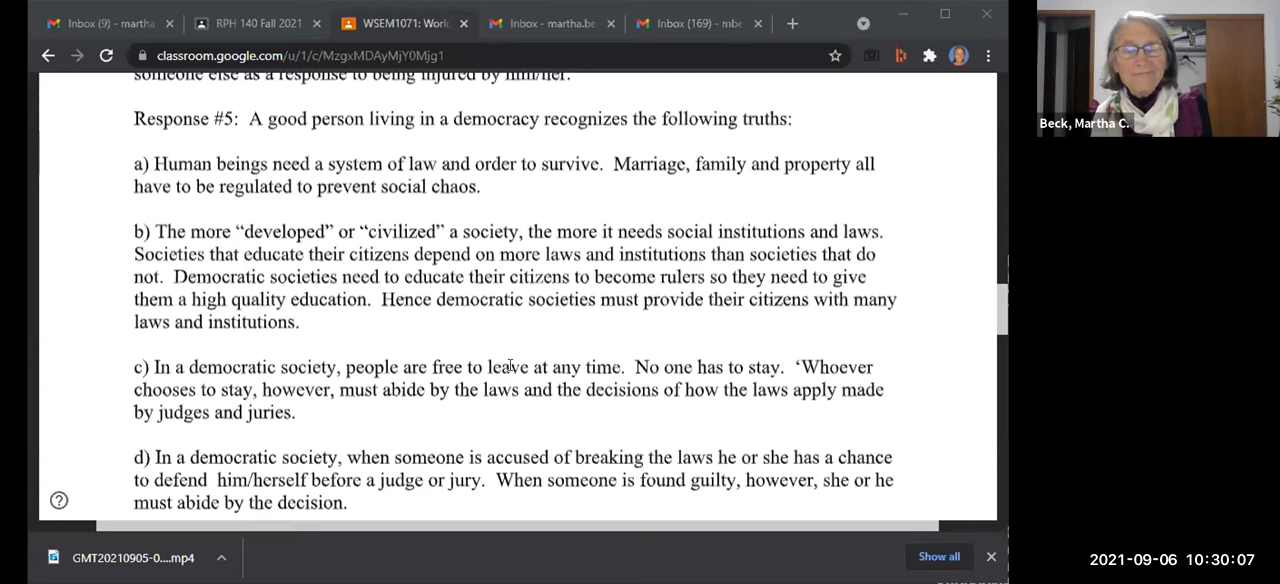 Inbox (9) - martha
RPH 140 Fall 2021
WSEM1071: Worl
Inbox - martha.be
Inbox (169) - mbe
classroom.google.com/u/1/c/MzgxMDAyMjY0Mjg1
someone else as a response to being injured by him/her.
Response #5: A good person living in a democracy recognizes the following truths:
a) Human beings need a system of law and order to survive. Marriage, family and property all
have to be regulated to prevent social chaos.
b) The more “developed” or “civilized” a society, the more it needs social institutions and laws.
Societies that educate their citizens depend on more laws and institutions than societies that do
not. Democratic societies need to educate their citizens to become rulers so they need to give
them a high quality education. Hence democratic societies must provide their citizens with many
laws and institutions.
c) In a democratic society, people are free to leave at any time. No one has to stay. ‘Whoever
chooses to stay, however, must abide by the laws and the decisions of how the laws apply made
by judges and juries.
d) In a democratic society, when someone is accused of breaking the laws he or she has a chance
to defend him/herself before a judge or jury. When someone is found guilty, however, she or he
must abide by the decision.
GMT20210905-0....mp4
Show all
Beck, Martha C.
2021-09-06 10:30:07